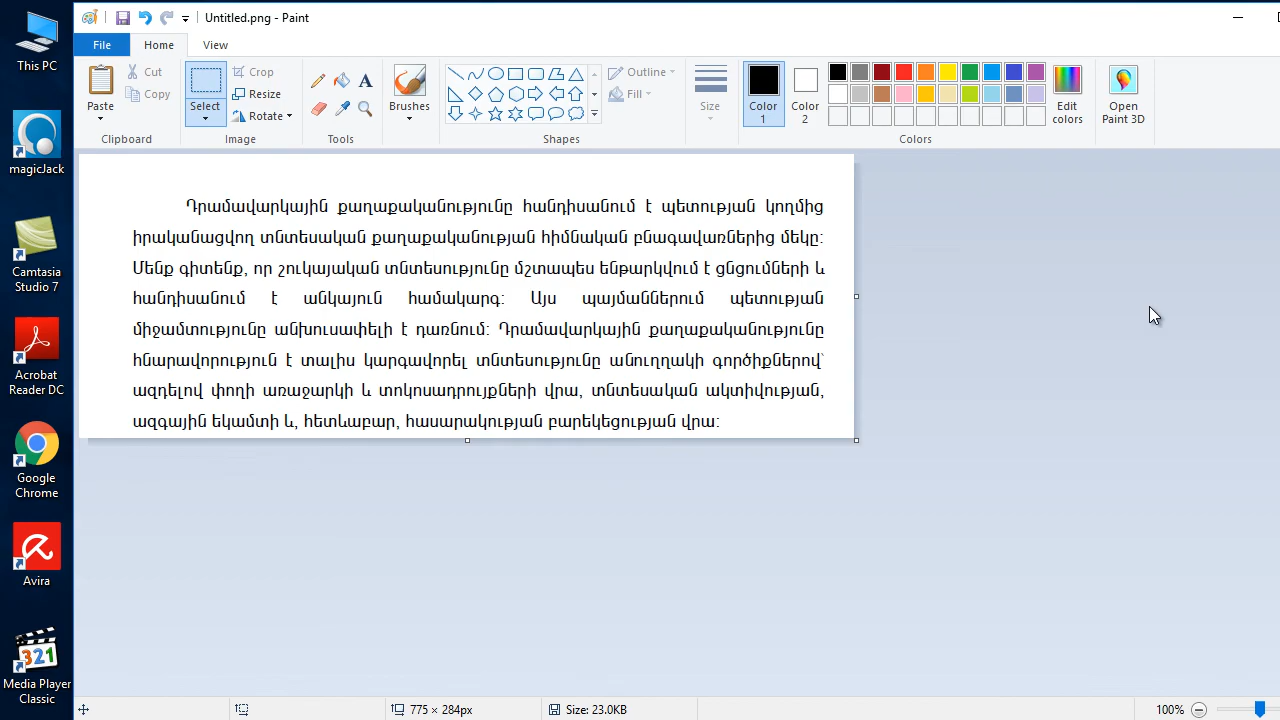 Untitled.png - Paint
This PC
File Home View
Cut
Copy
Paste
Select
Crop
Resize
Rotate
Brushes
Outline
Fill
Size
Color 1
Color 2
Edit colors
Open Paint 3D
Clipboard Image Tools Shapes Colors
magicJack
Camtasia Studio 7
Acrobat Reader DC
Google Chrome
Avira
Media Player Classic
Դրամավարկային քաղաքականությունը հանդիսանում է պետության կողմից
իրականացվող տնտեսական քաղաքականության հիմնական բնագավառներից մեկը:
Մենք գիտենք, որ շուկայական տնտեսությունը մշտապես ենթարկվում է ցնցումների և
հանդիսանում է անկայուն համակարգ: Այս պայմաններում պետության
միջամտությունը անխուսափելի է դառնում: Դրամավարկային քաղաքականությունը
հնարավորություն է տալիս կարգավորել տնտեսությունը անուղղակի գործիքներով՝
ազդելով փողի առաջարկի և տոկոսադրույքների վրա, տնտեսական ակտիվության,
ազգային եկամտի և, հետևաբար, հասարակության բարեկեցության վրա:
775 × 284px
Size: 23.0KB
100%
321